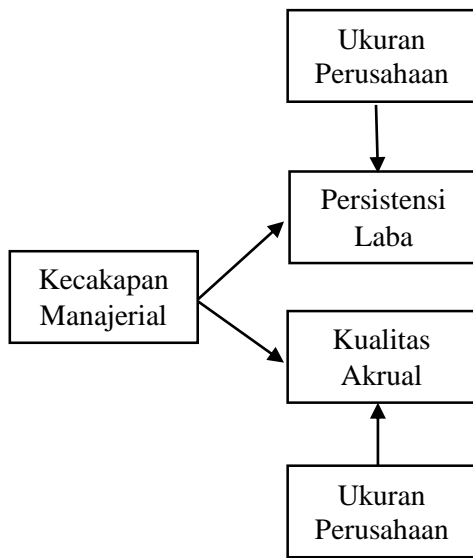 Ukuran
Perusahaan
Persistensi
Laba
Kecakapan
Manajerial
Kualitas
Akrual
Ukuran
Perusahaan